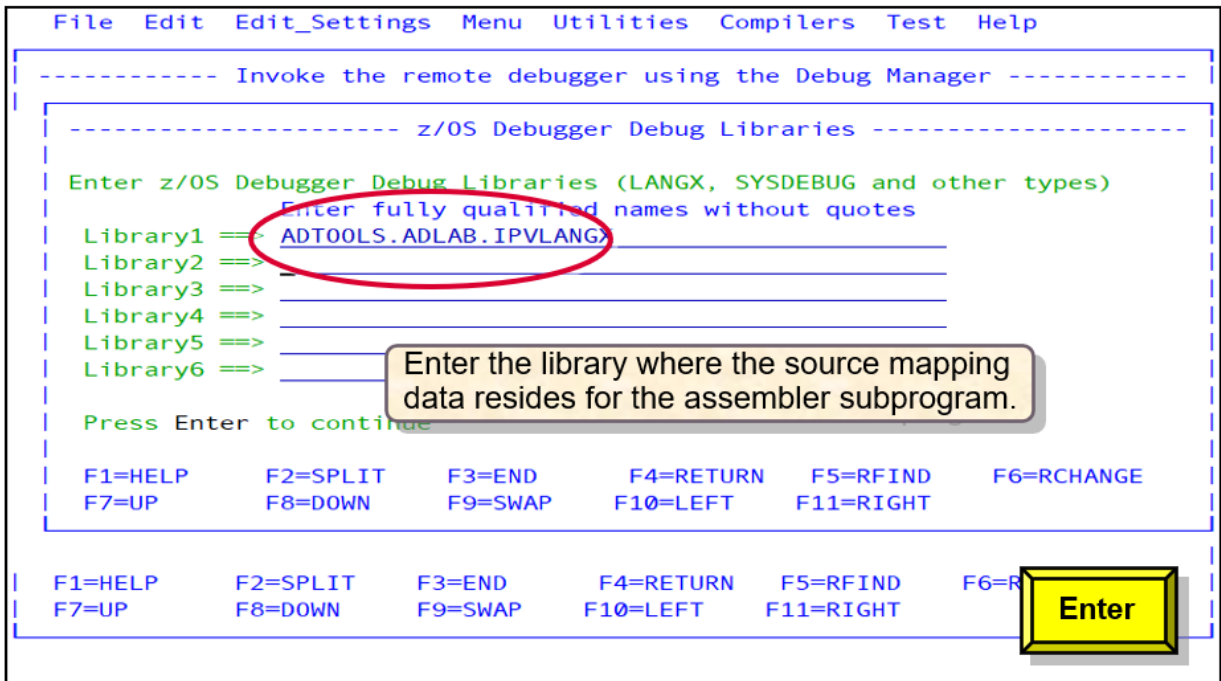 File Edit Edit_Settings Menu Utilities Compilers Test Help
------------ Invoke the remote debugger using the Debug Manager ------------
---------------------- z/OS Debugger Debug Libraries ---------------------
Enter z/OS Debugger Debug Libraries (LANGX, SYSDEBUG and other types)
Enter fully qualified names without quotes
Library1 ==> ADTOOLS.ADLAB.IPVLANGX
Library2 ==>
Library3 ==>
Library4 ==>
Library5 ==>
Library6 ==>
Enter the library where the source mapping
data resides for the assembler subprogram.
Press Enter to continue
F1=HELP F2=SPLIT F3=END F4=RETURN F5=RFIND F6=RCHANGE
F7=UP F8=DOWN F9=SWAP F10=LEFT F11=RIGHT
F1=HELP F2=SPLIT F3=END F4=RETURN F5=RFIND F6=R
F7=UP F8=DOWN F9=SWAP F10=LEFT F11=RIGHT
Enter